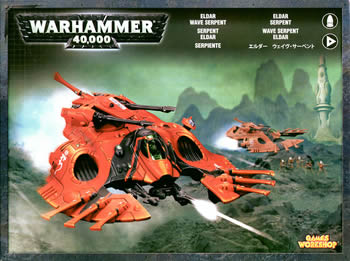 WARHAMMER
40,000
ELDAR
WAVE SERPENT
SERPENT
ELDAR
SERPIENTE
ELDAR
SERPENT
WAVE SERPENT
ELDAR
エルダー ウェイヴ・サーペント
GAMES
WORKSHOP